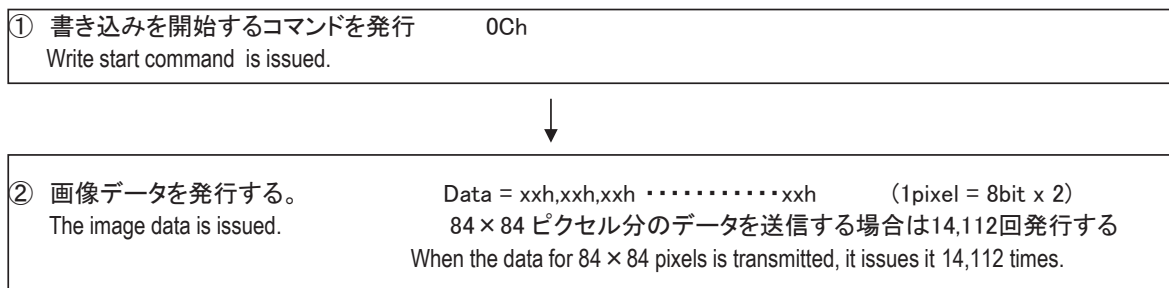 ① 書き込みを開始するコマンドを発行 0Ch
Write start command is issued.
② 画像データを発行する。 Data = xxh,xxh,xxh ・・・・・・・・・・・xxh (1pixel = 8bit x 2)
84×84 ピクセル分のデータを送信する場合は14,112回発行する
The image data is issued.
When the data for 84 × 84 pixels is transmitted, it issues it 14,112 times.